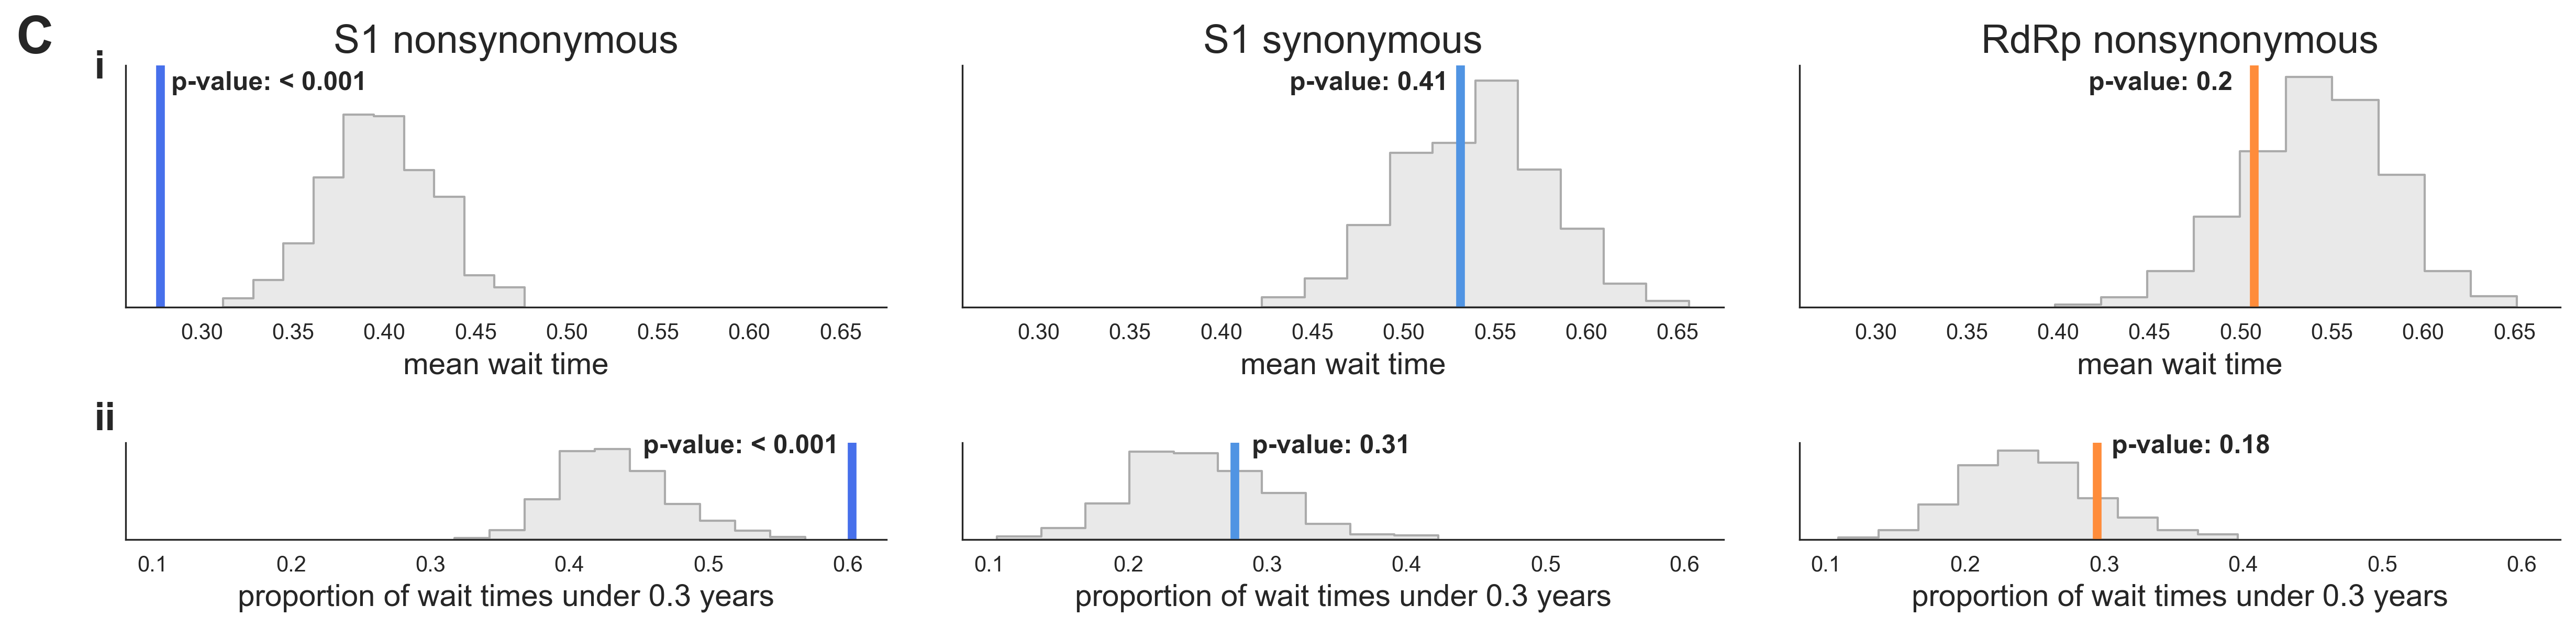 C
S1 nonsynonymous
S1 synonymous
RdRp nonsynonymous
i
p-value: < 0.001
p-value: 0.41
p-value: 0.2
0.30 0.35 0.40 0.45 0.50 0.55 0.60 0.65
0.30 0.35 0.40 0.45 0.50 0.55 0.60 0.65
0.30 0.35 0.40 0.45 0.50 0.55 0.60 0.65
mean wait time
mean wait time
mean wait time
ii
p-value: < 0.001
p-value: 0.31
p-value: 0.18
0.1 0.2 0.3 0.4 0.5 0.6
0.1 0.2 0.3 0.4 0.5 0.6
0.1 0.2 0.3 0.4 0.5 0.6
proportion of wait times under 0.3 years
proportion of wait times under 0.3 years
proportion of wait times under 0.3 years